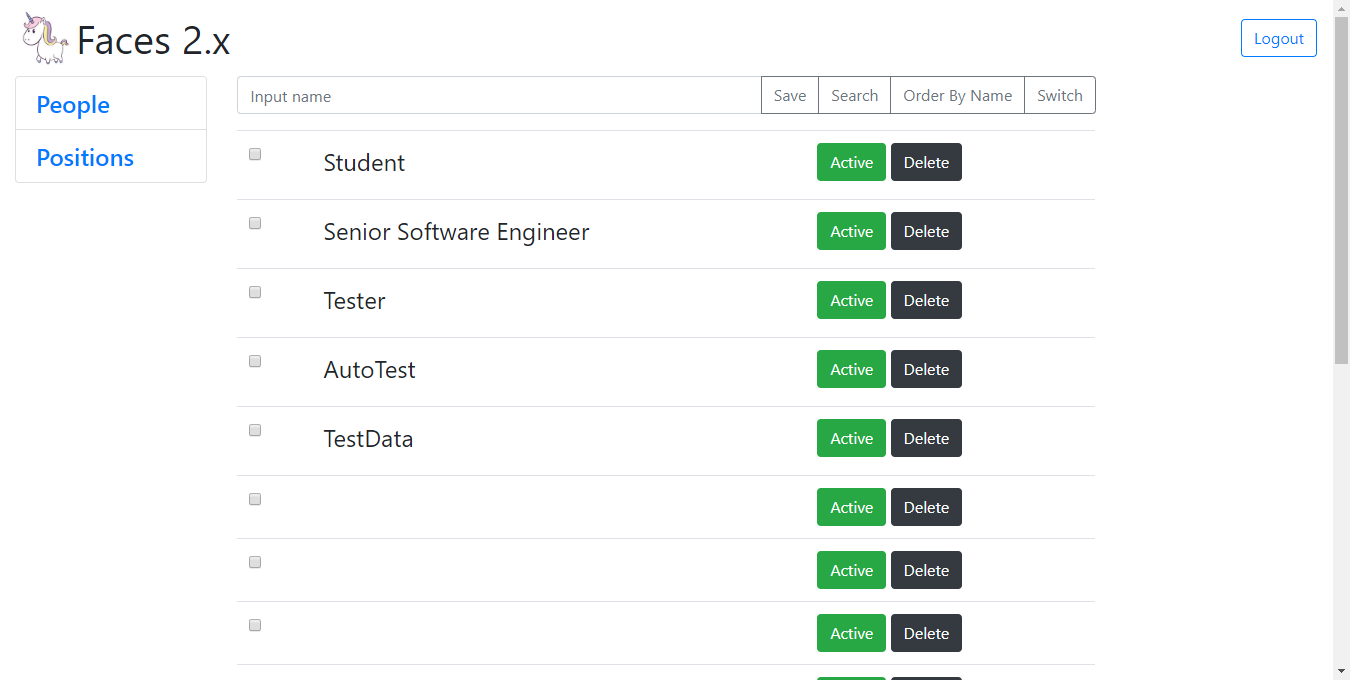 Faces 2.x
Logout
People
Positions
Input name Save Search Order By Name Switch
Student Active Delete
Senior Software Engineer Active Delete
Tester Active Delete
AutoTest Active Delete
TestData Active Delete
Active Delete
Active Delete
Active Delete